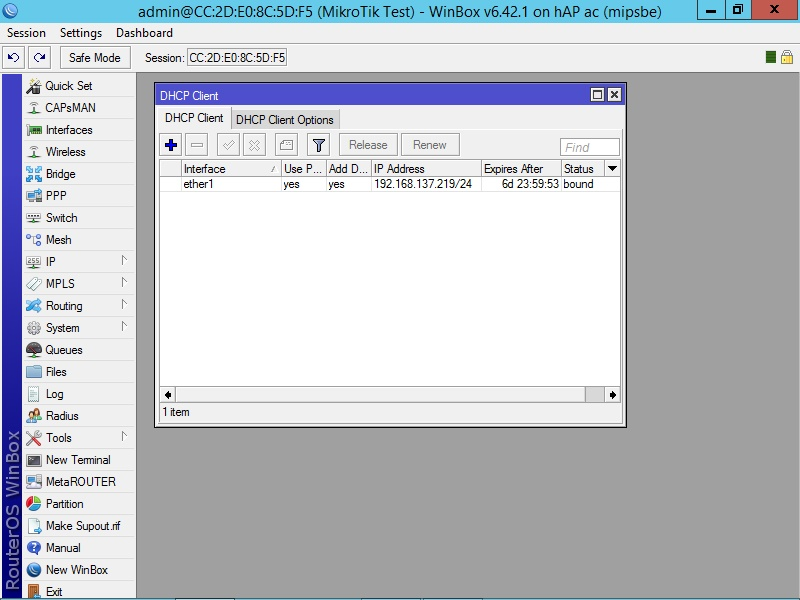 admin@CC:2D:E0:8C:5D:F5 (MikroTik Test) - WinBox v6.42.1 on hAP ac (mipsbe)
Session Settings Dashboard
Safe Mode Session: CC:2D:E0:8C:5D:F5
Quick Set
CAPsMAN
Interfaces
Wireless
Bridge
PPP
Switch
Mesh
IP
MPLS
Routing
System
Queues
Files
Log
Radius
Tools
New Terminal
MetaROUTER
Partition
Make Supout.rif
Manual
New WinBox
Exit
RouterOS WinBox
DHCP Client
DHCP Client DHCP Client Options
Release Renew Find
Interface Use P... Add D... IP Address Expires After Status
ether1 yes yes 192.168.137.219/24 6d 23:59:53 bound
1 item